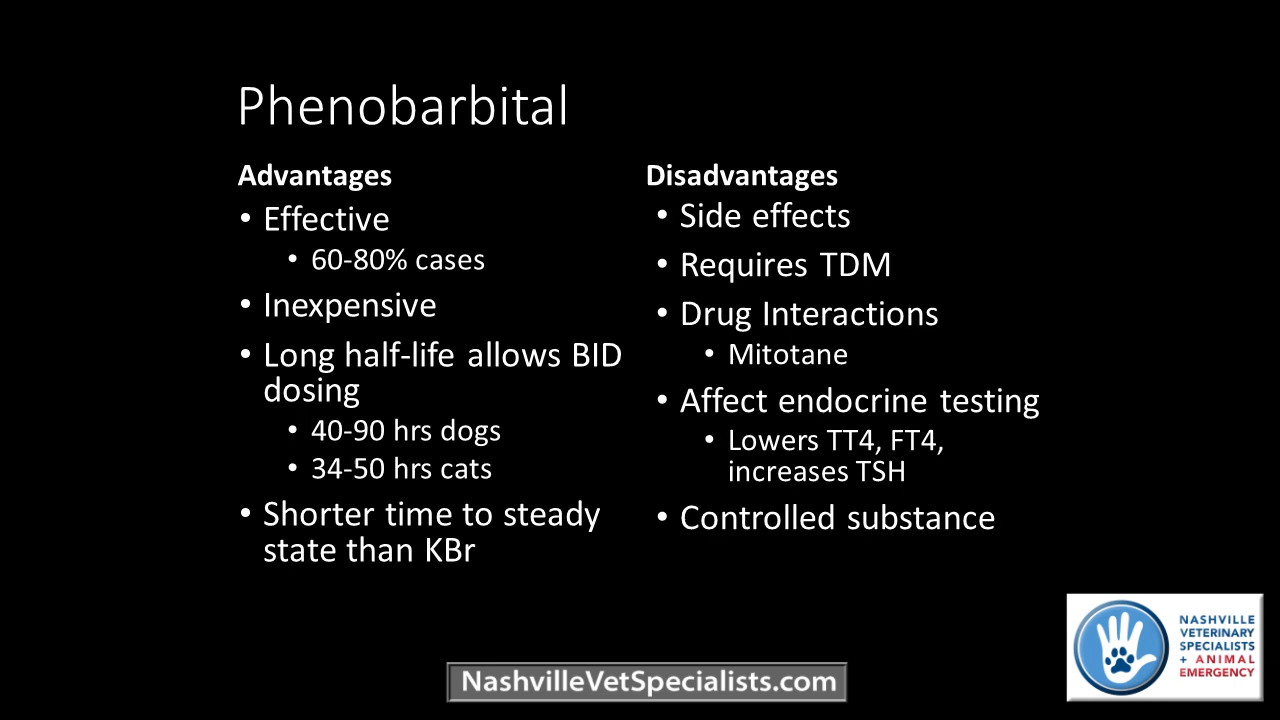 Phenobarbital
Advantages
• Effective
• 60-80% cases
• Inexpensive
• Long half-life allows BID
dosing
• 40-90 hrs dogs
• 34-50 hrs cats
• Shorter time to steady
state than KBr
Disadvantages
• Side effects
• Requires TDM
• Drug Interactions
• Mitotane
• Affect endocrine testing
• Lowers TT4, FT4,
increases TSH
• Controlled substance
NashvilleVetSpecialists.com
NASHVILLE
VETERINARY
SPECIALISTS
+ ANIMAL
EMERGENCY